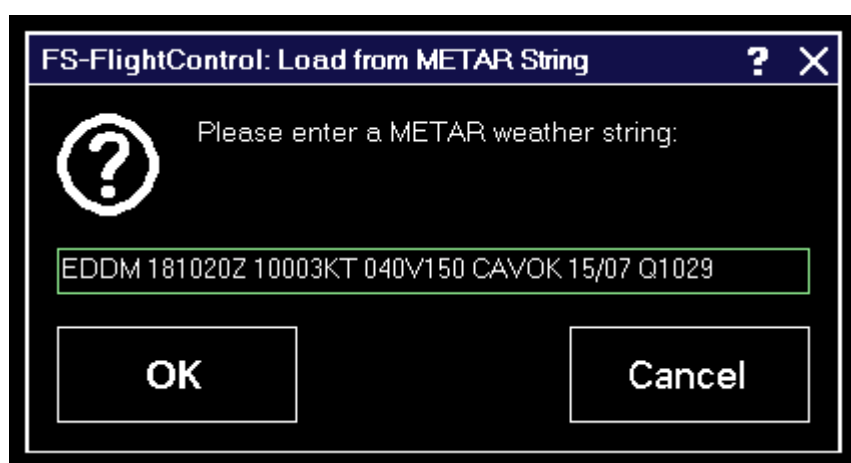 FS-FlightControl: Load from METAR String ? X
Please enter a METAR weather string:
EDDM 181020Z 10003KT 040V150 CAVOK 15/07 Q1029
OK Cancel